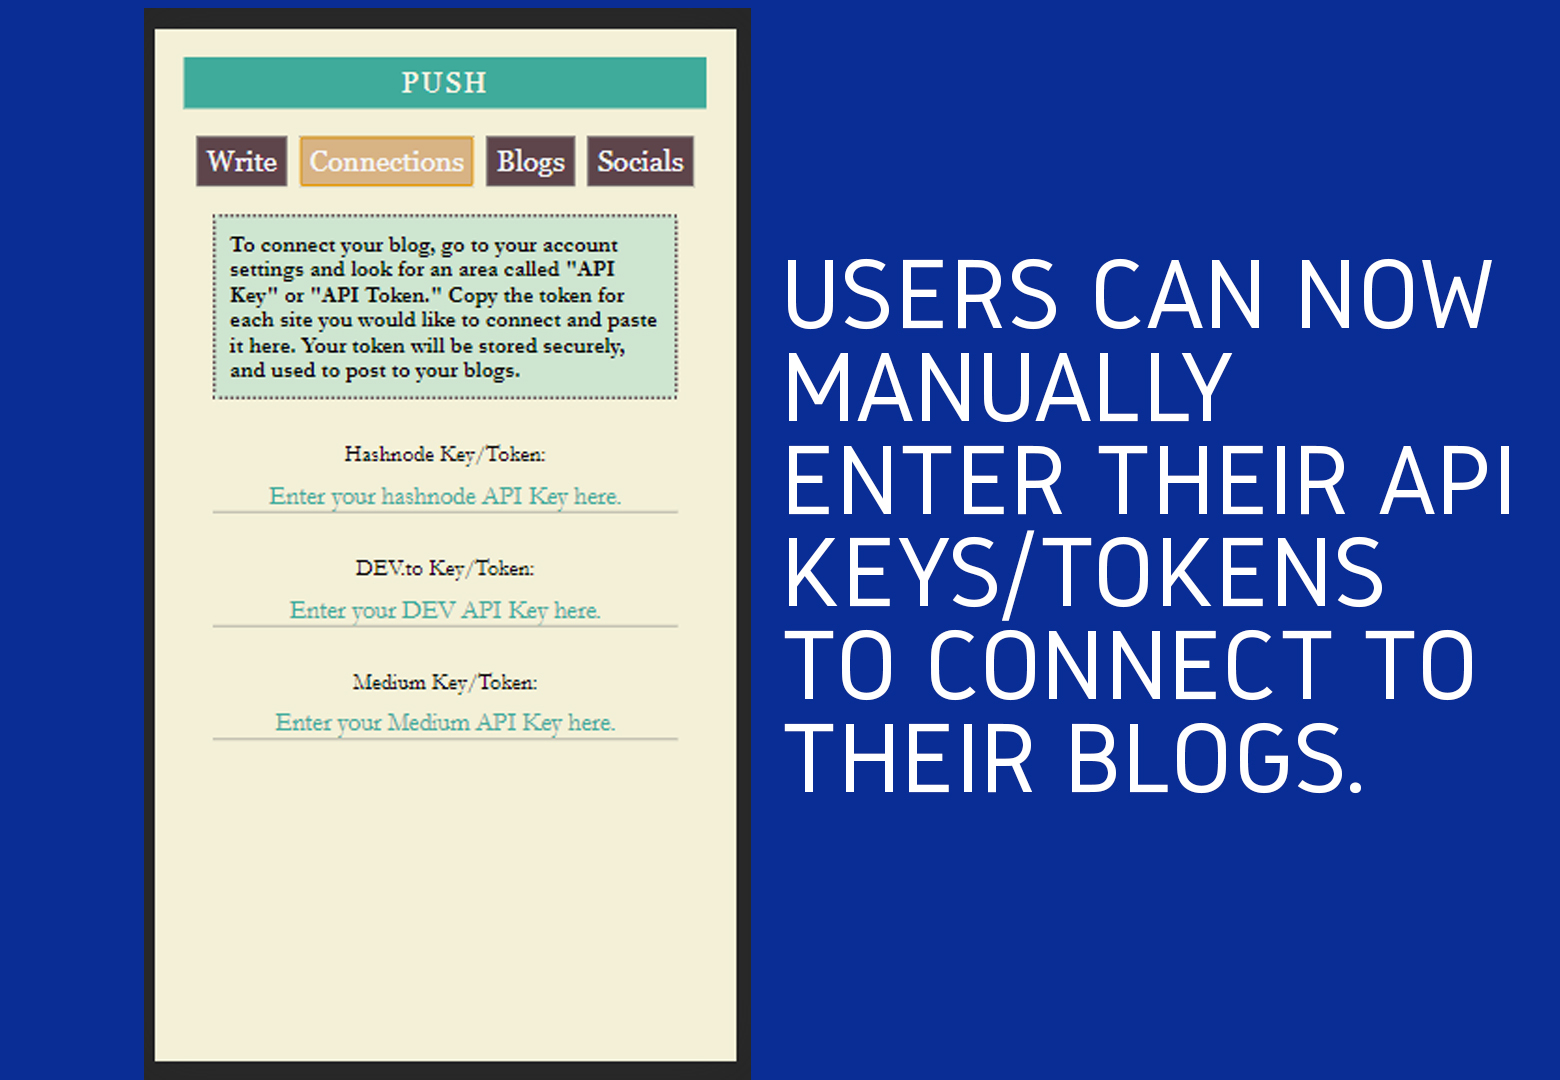 PUSH
Write Connections Blogs Socials
To connect your blog, go to your account
settings and look for an area called "API
Key" or "API Token." Copy the token for
each site you would like to connect and paste
it here. Your token will be stored securely,
and used to post to your blogs.
Hashnode Key/Token:
Enter your hashnode API Key here.
DEV.to Key/Token:
Enter your DEV API Key here.
Medium Key/Token:
Enter your Medium API Key here.
USERS CAN NOW
MANUALLY
ENTER THEIR API
KEYS/TOKENS
TO CONNECT TO
THEIR BLOGS.